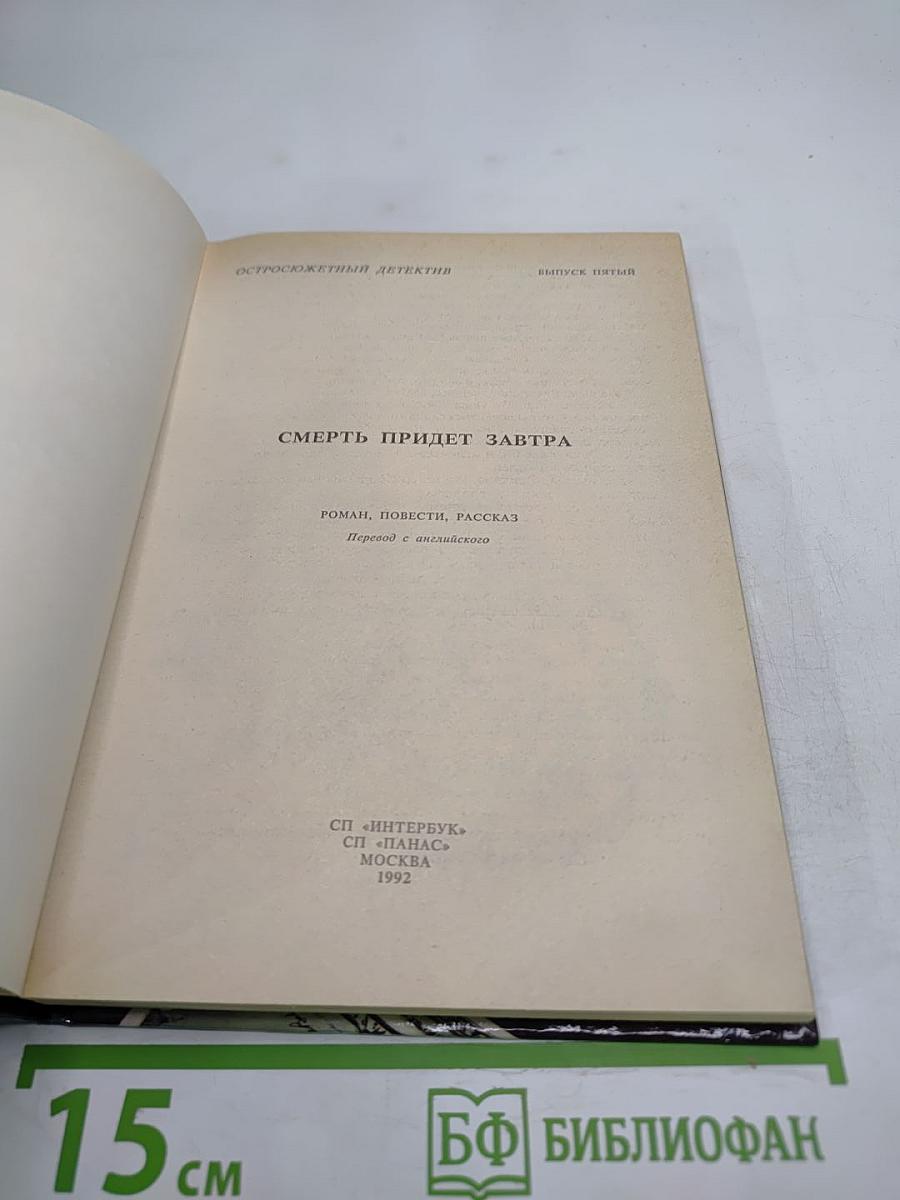 ОСТРОСЮЖЕТНЫЙ ДЕТЕКТИВ ВЫПУСК ПЯТЫЙ
СМЕРТЬ ПРИДЕТ ЗАВТРА
РОМАН, ПОВЕСТИ, РАССКАЗ
Перевод с английского
СП «ИНТЕРБУК»
СП «ПАНАС»
МОСКВА
1992
15 см
БФ БИБЛИОФАН